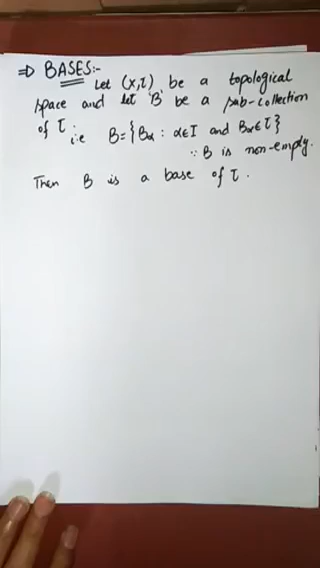 ⇒ BASES:- Let (X,τ) be a topological
space and let B be a sub-collection
of τ. i.e B={Bα : α∈I and Bα∈τ}
∵ B is non-empty.
Then B is a base of τ.